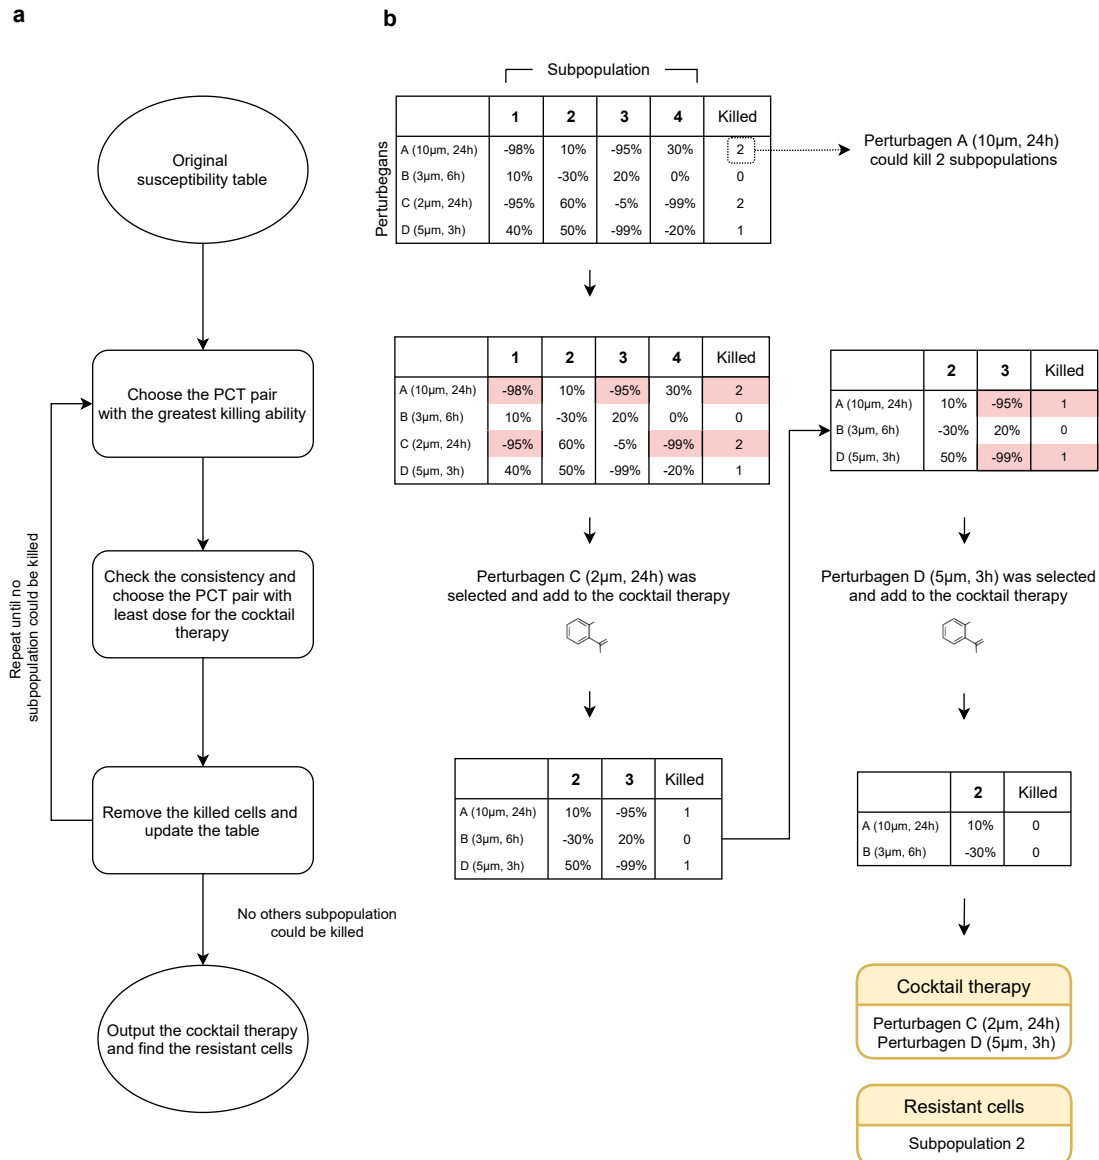 a
Original
susceptibility table
Choose the PCT pair
with the greatest killing ability
Check the consistency and
choose the PCT pair with
least dose for the cocktail
therapy
Repeat until no
subpopulation could be killed
Remove the killed cells and
update the table
No others subpopulation
could be killed
Output the cocktail therapy
and find the resistant cells
b
Subpopulation
Perturbegans
1 2 3 4 Killed
A (10μm, 24h) -98% 10% -95% 30% 2
B (3μm, 6h) 10% -30% 20% 0% 0
C (2μm, 24h) -95% 60% -5% -99% 2
D (5μm, 3h) 40% 50% -99% -20% 1
Perturbagen A (10μm, 24h)
could kill 2 subpopulations
1 2 3 4 Killed
A (10μm, 24h) -98% 10% -95% 30% 2
B (3μm, 6h) 10% -30% 20% 0% 0
C (2μm, 24h) -95% 60% -5% -99% 2
D (5μm, 3h) 40% 50% -99% -20% 1
Perturbagen C (2μm, 24h) was
selected and add to the cocktail therapy
2 3 Killed
A (10μm, 24h) 10% -95% 1
B (3μm, 6h) -30% 20% 0
D (5μm, 3h) 50% -99% 1
2 3 Killed
A (10μm, 24h) 10% -95% 1
B (3μm, 6h) -30% 20% 0
D (5μm, 3h) 50% -99% 1
Perturbagen D (5μm, 3h) was selected
and add to the cocktail therapy
2 Killed
A (10μm, 24h) 10% 0
B (3μm, 6h) -30% 0
Cocktail therapy
Perturbagen C (2μm, 24h)
Perturbagen D (5μm, 3h)
Resistant cells
Subpopulation 2